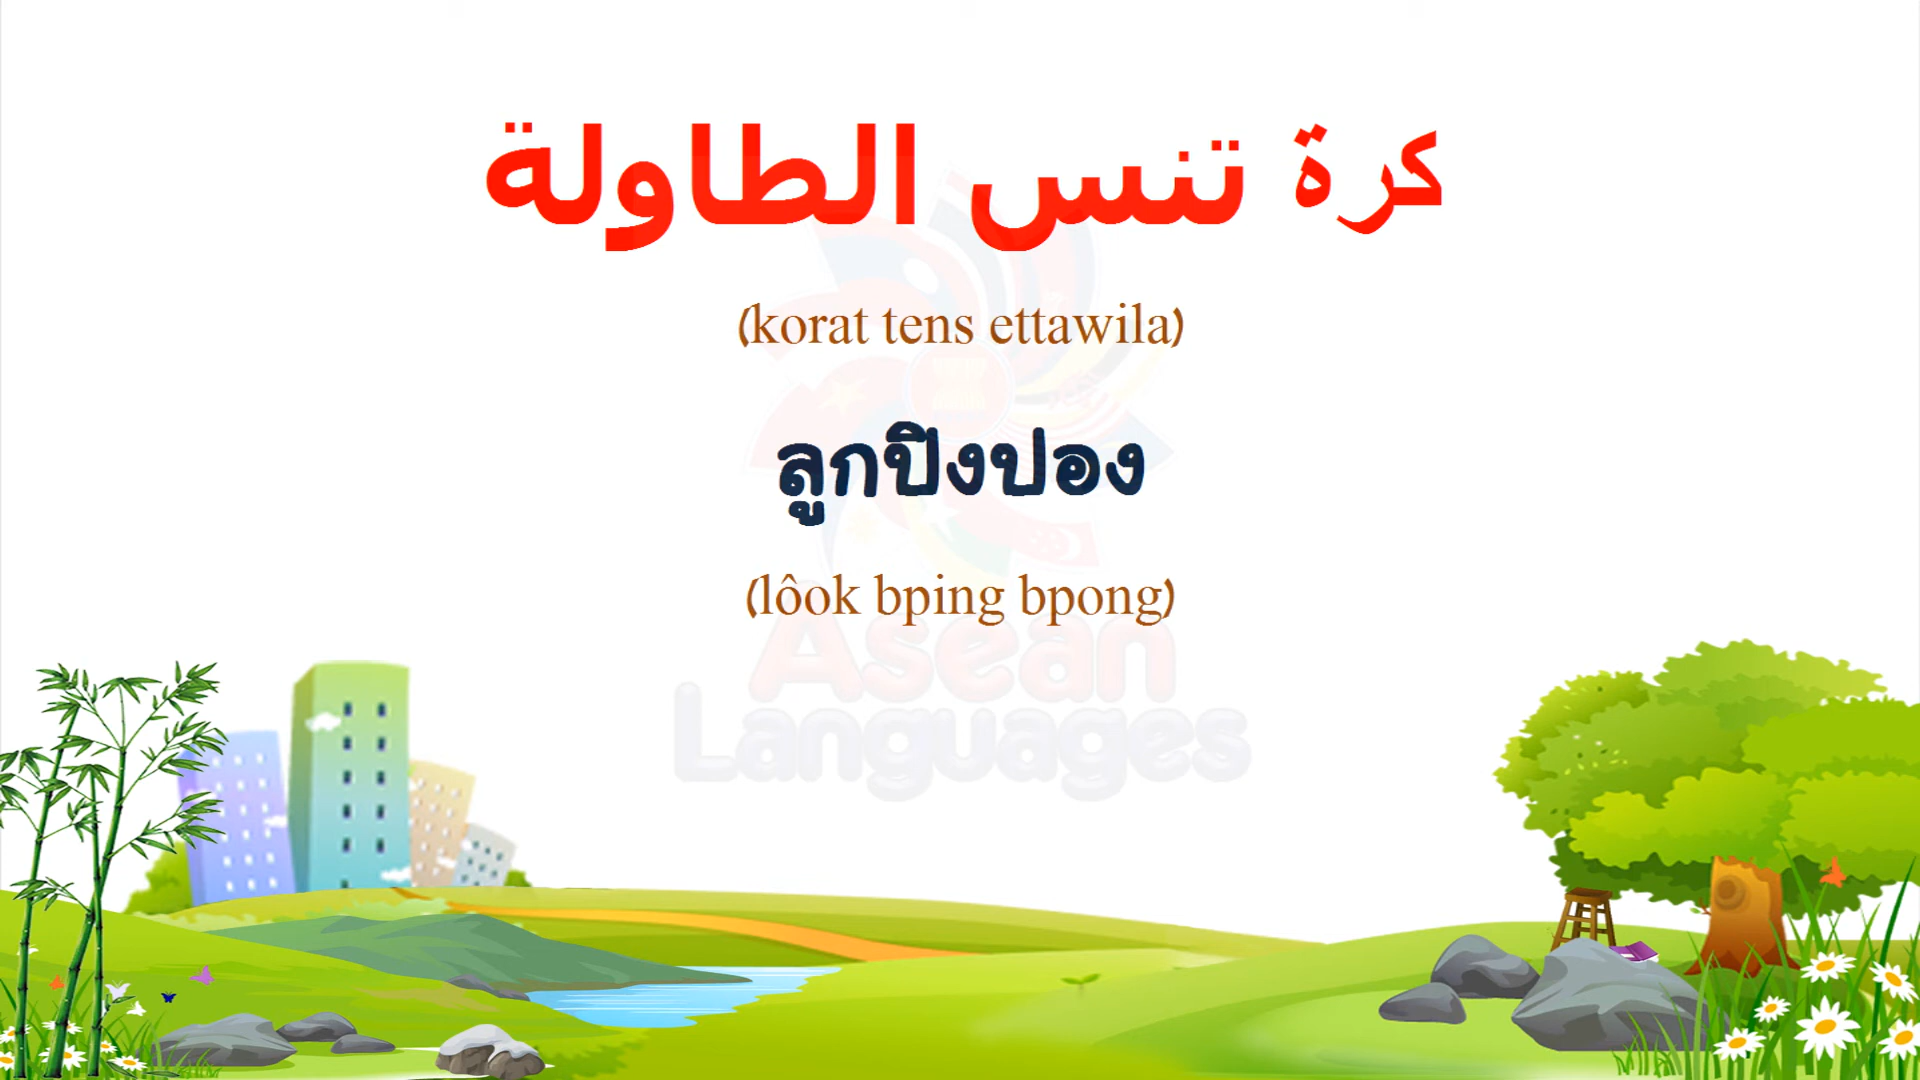 كرة تنس الطاولة
(korat tens ettawila)
ลูกปิงปอง
(lôok bping bpong)
Asean
Languages